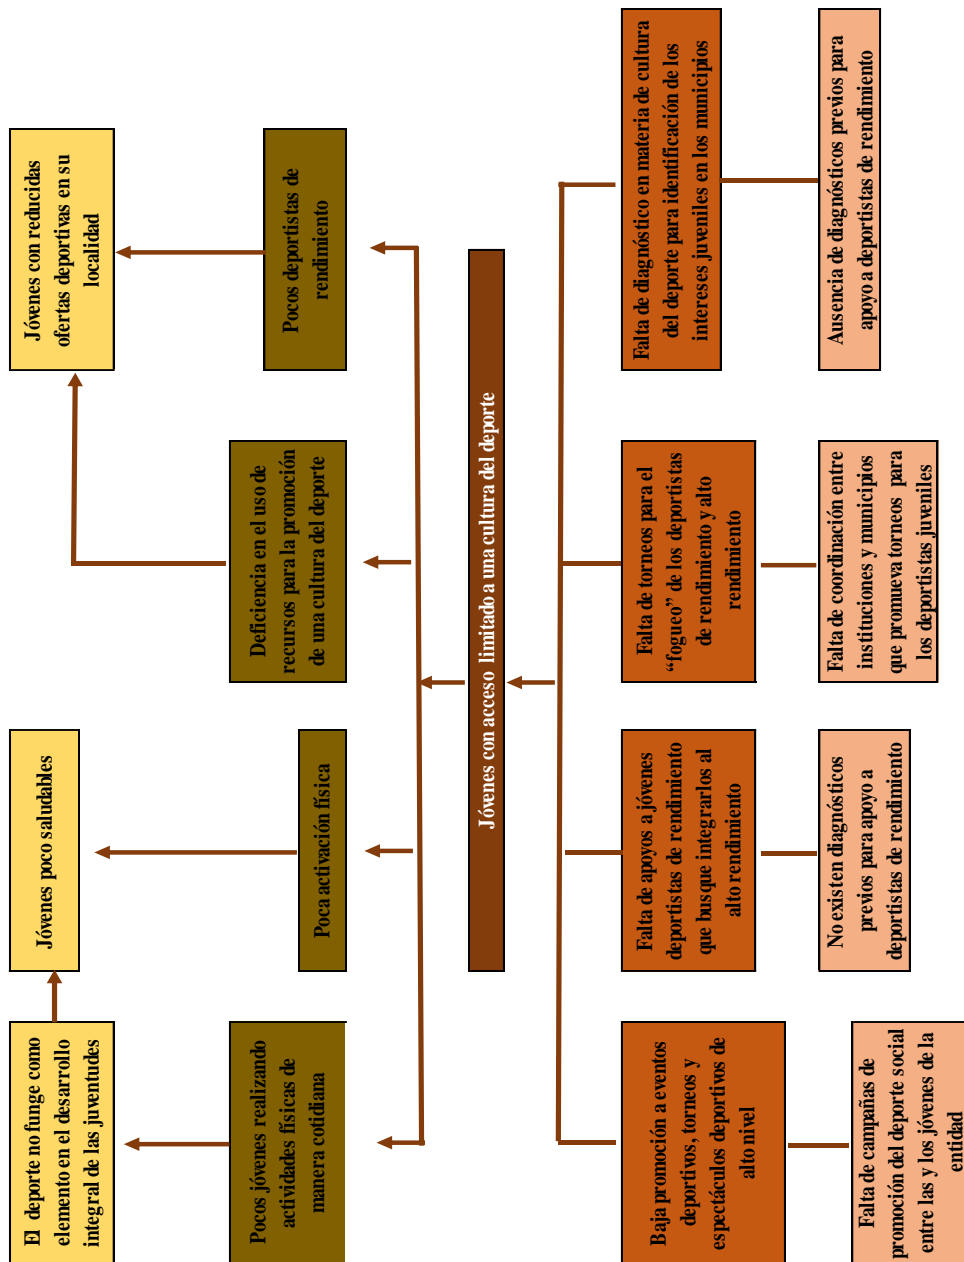 El deporte no funge como
elemento en el desarrollo
integral de las juventudes
Jóvenes poco saludables
Jóvenes con reducidas
ofertas deportivas en su
localidad
Pocos jóvenes realizando
actividades físicas de
manera cotidiana
Poca activación física
Deficiencia en el uso de
recursos para la promoción
de una cultura del deporte
Pocos deportistas de
rendimiento
Jóvenes con acceso limitado a una cultura del deporte
Baja promoción a eventos
deportivos, torneos y
espectáculos deportivos de
alto nivel
Falta de apoyos a jóvenes
deportistas de rendimiento
que busque integrarlos al
alto rendimiento
Falta de torneos para el
“fogueo” de los deportistas
de rendimiento y alto
rendimiento
Falta de diagnóstico en materia de cultura
del deporte para identificación de los
intereses juveniles en los municipios
Falta de campañas de
promoción del deporte social
entre las y los jóvenes de la
entidad
No existen diagnósticos
previos para apoyo a
deportistas de rendimiento
Falta de coordinación entre
instituciones y municipios
que promueva torneos para
los deportistas juveniles
Ausencia de diagnósticos previos para
apoyo a deportistas de rendimiento